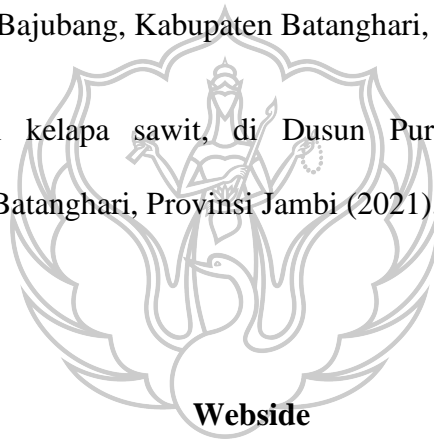 Bajubang, Kabupaten Batanghari,
kelapa sawit, di Dusun Pur
Batanghari, Provinsi Jambi (2021)
Webside